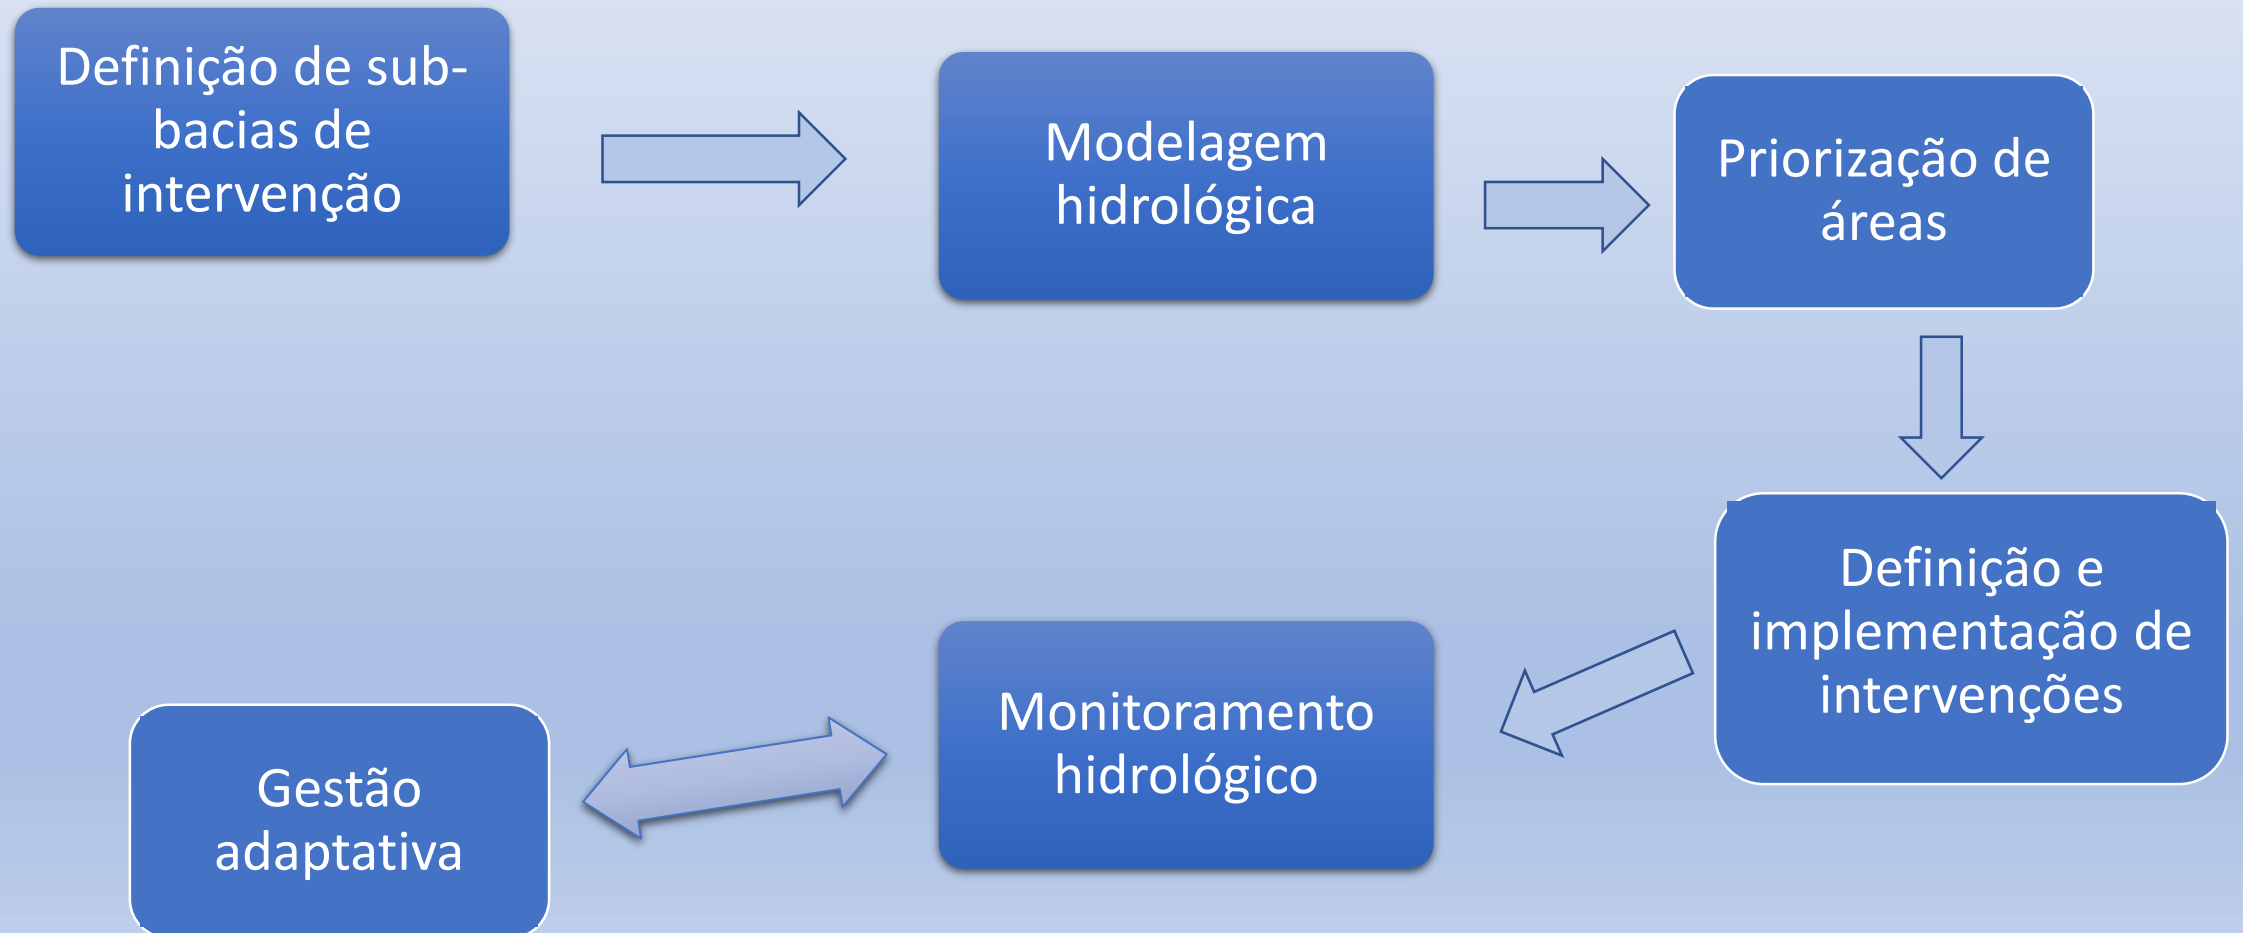 Definição de sub-
bacias de
intervenção
Modelagem
hidrológica
Priorização de
áreas
Definição e
implementação de
intervenções
Monitoramento
hidrológico
Gestão
adaptativa